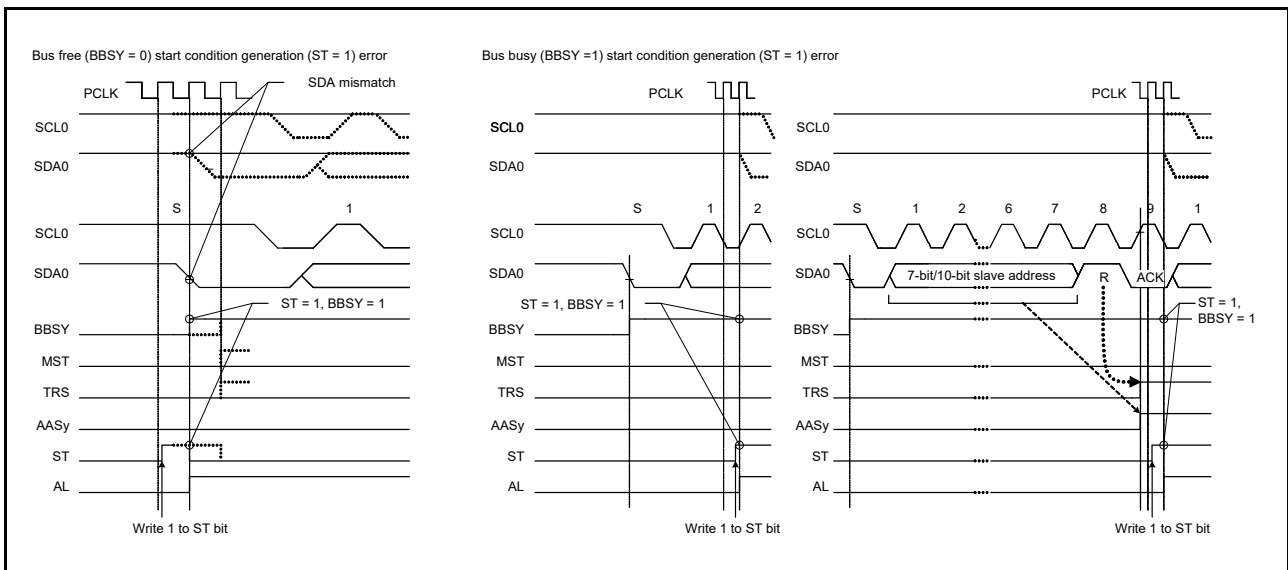 Bus free (BBSY = 0) start condition generation (ST = 1) error
PCLK
SDA mismatch
SCL0
SDA0
S 1
SCL0
SDA0
ST = 1, BBSY = 1
BBSY
MST
TRS
AASy
ST
AL
Write 1 to ST bit
Bus busy (BBSY =1) start condition generation (ST = 1) error
PCLK
SCL0
SDA0
S 1 2
SCL0
SDA0
ST = 1, BBSY = 1
BBSY
MST
TRS
AASy
ST
AL
Write 1 to ST bit
PCLK
SCL0
SDA0
S 1 2 6 7 8 9 1
SCL0
SDA0
7-bit/10-bit slave address R ACK
ST = 1,
BBSY = 1
BBSY
MST
TRS
AASy
ST
AL
Write 1 to ST bit